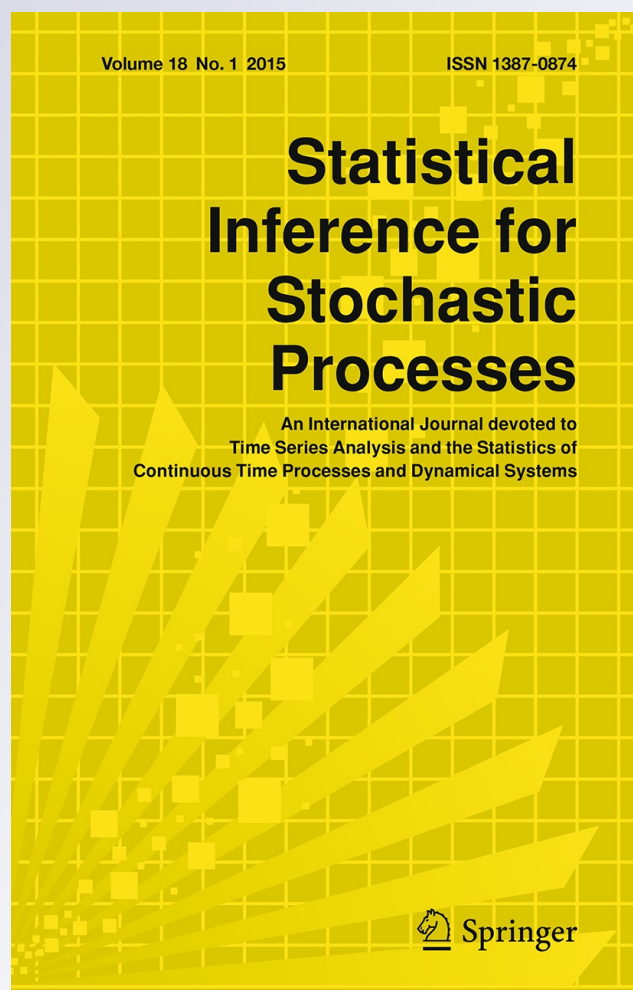 Volume 18 No. 1 2015 ISSN 1387-0874
Statistical
Inference for
Stochastic
Processes
An International Journal devoted to
Time Series Analysis and the Statistics of
Continuous Time Processes and Dynamical Systems
Springer